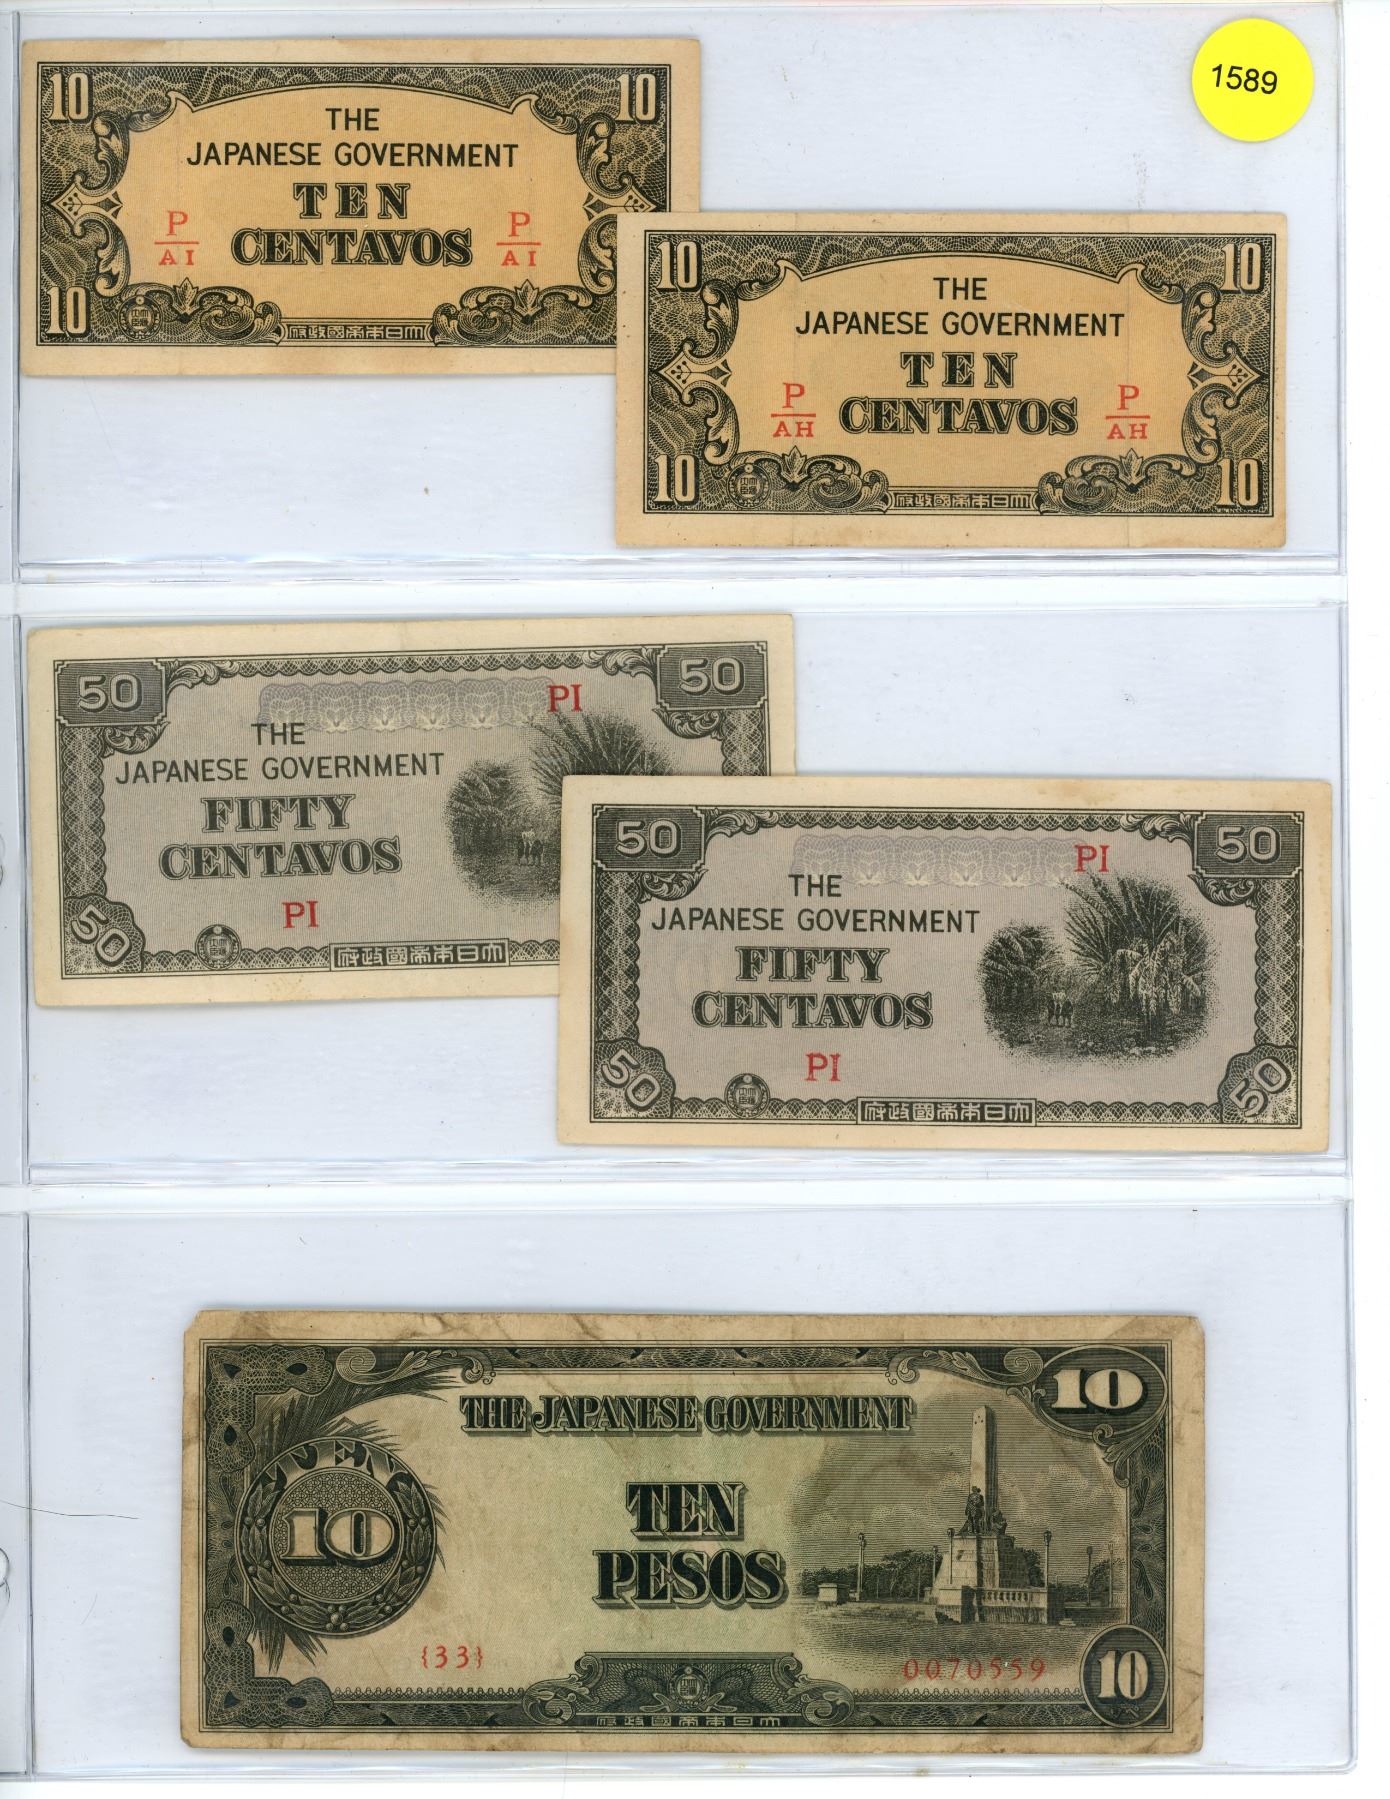 1589
10 10
THE
JAPANESE GOVERNMENT
TEN
CENTAVOS
P P
AI AI
10
府政國帝本日大
10 10
THE
JAPANESE GOVERNMENT
TEN
CENTAVOS
P P
AH AH
10 10
府政國帝本日大
50 50
PI
THE
JAPANESE GOVERNMENT
FIFTY
CENTAVOS
PI
50
府政國帝本日大
50 50
PI
THE
JAPANESE GOVERNMENT
FIFTY
CENTAVOS
PI
50 50
府政國帝本日大
10
THE JAPANESE GOVERNMENT
TEN
10
TEN
PESOS
{33}
0070559
10
府政國帝本日大